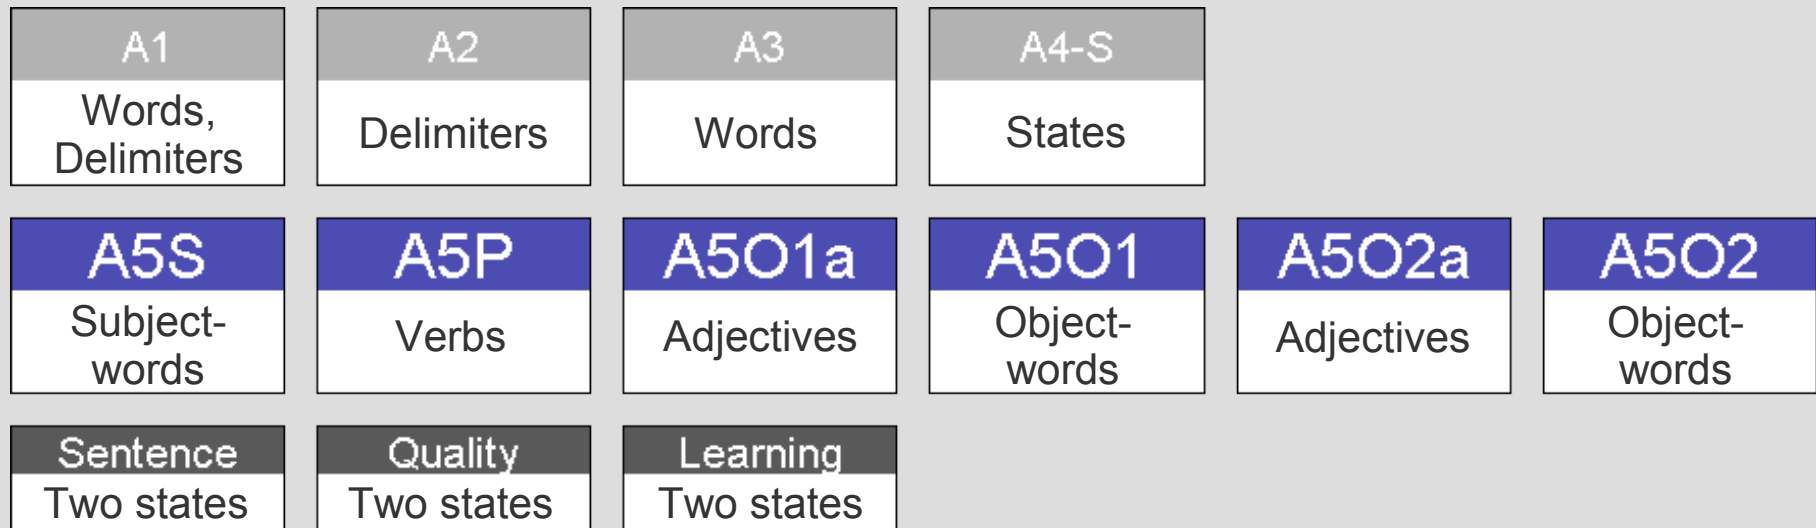 A1
Words,
Delimiters
A2
Delimiters
A3
Words
A4-S
States
A5S
Subject-
words
A5P
Verbs
A5O1a
Adjectives
A5O1
Object-
words
A5O2a
Adjectives
A5O2
Object-
words
Sentence
Two states
Quality
Two states
Learning
Two states